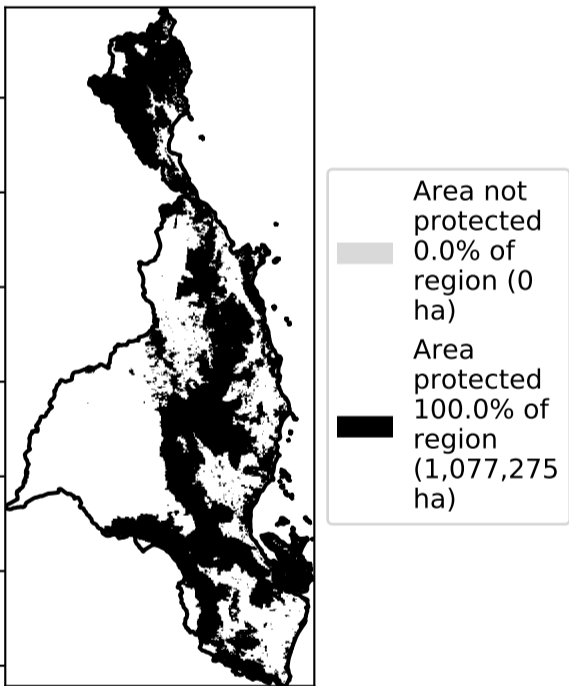 Area not
protected
0.0% of
region (0
ha)
Area
protected
100.0% of
region
(1,077,275
ha)